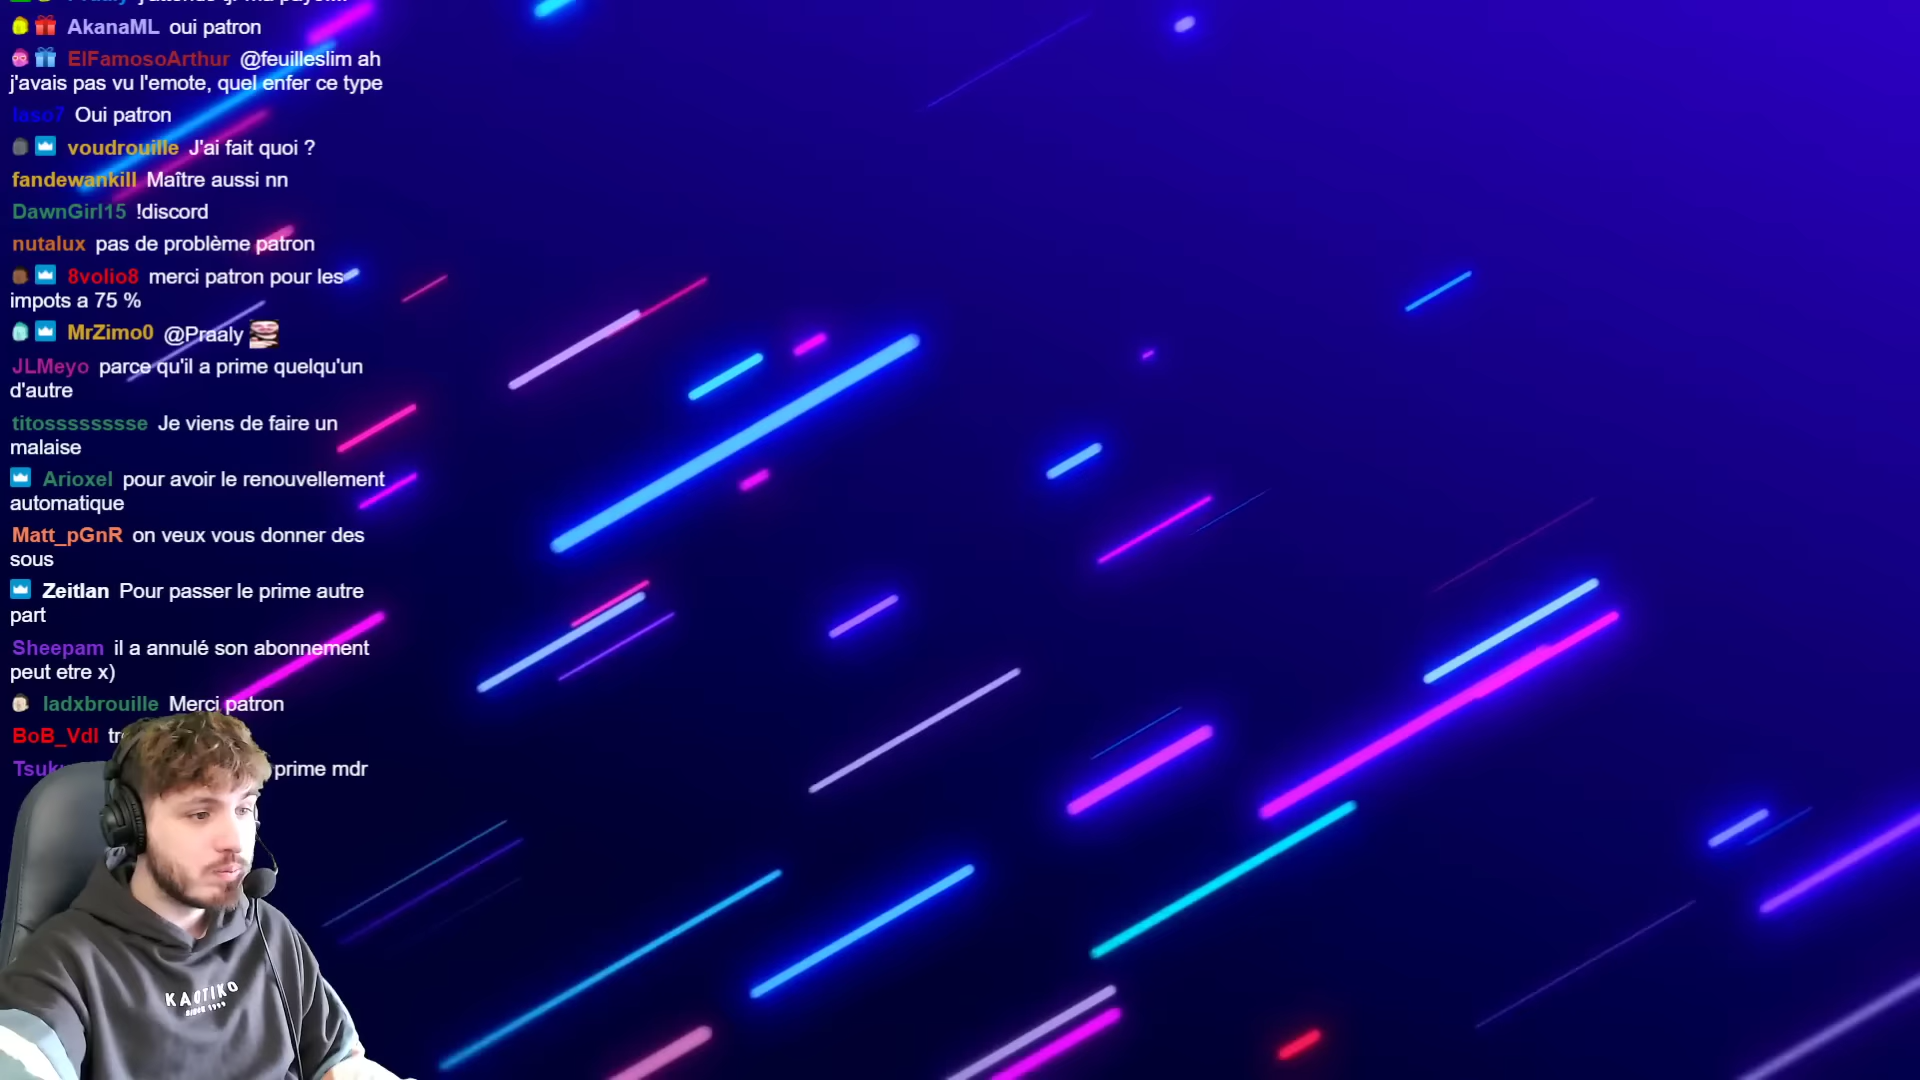 AkanaML oui patron
ElFamosoArthur @feuilleslim ah
j'avais pas vu l'emote, quel enfer ce type
laso7 Oui patron
voudrouille J'ai fait quoi ?
fandewankill Maître aussi nn
DawnGirl15 !discord
nutalux pas de problème patron
8volio8 merci patron pour les
impots a 75 %
MrZimo0 @Praaly
JLMeyo parce qu'il a prime quelqu'un
d'autre
titosssssssse Je viens de faire un
malaise
Arioxel pour avoir le renouvellement
automatique
Matt_pGnR on veux vous donner des
sous
Zeitlan Pour passer le prime autre
part
Sheepam il a annulé son abonnement
peut etre x)
ladxbrouille Merci patron
BoB_Vdl
prime mdr
KAOTIKO
SINCE 1999